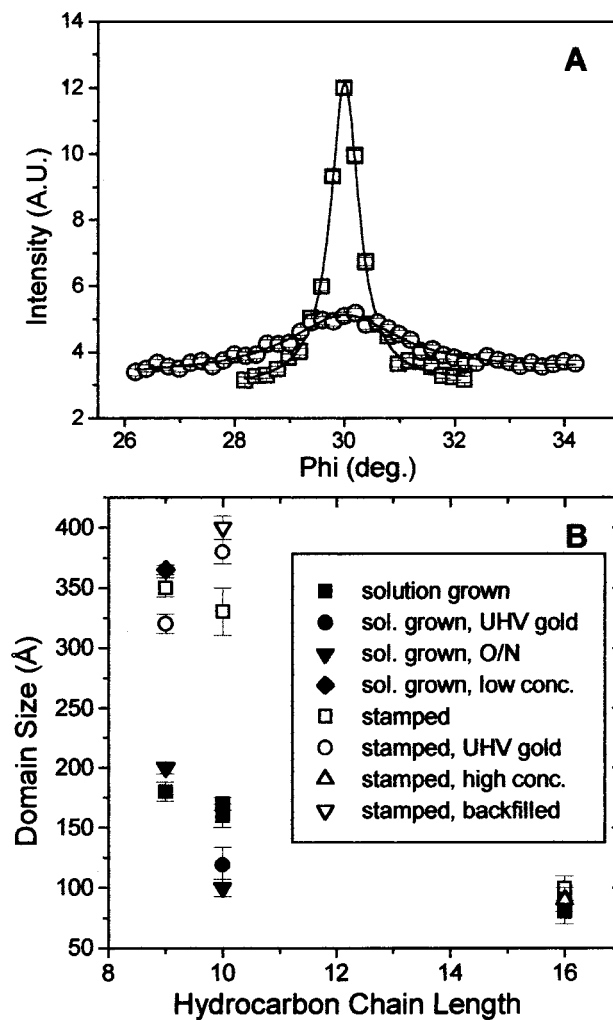 A
14
12
10
8
6
4
2
Intensity (A.U.)
26 28 30 32 34
Phi (deg.)
B
400
350
300
250
200
150
100
50
Domain Size (Å)
solution grown
sol. grown, UHV gold
sol. grown, O/N
sol. grown, low conc.
stamped
stamped, UHV gold
stamped, high conc.
stamped, backfilled
8 10 12 14 16
Hydrocarbon Chain Length